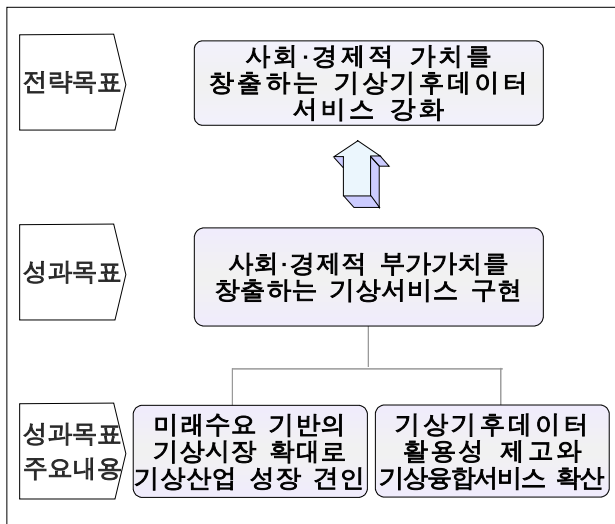 전략목표
사회·경제적 가치를
창출하는 기상기후데이터
서비스 강화
성과목표
사회·경제적 부가가치를
창출하는 기상서비스 구현
성과목표
주요내용
미래수요 기반의
기상시장 확대로
기상산업 성장 견인
기상기후데이터
활용성 제고와
기상융합서비스 확산